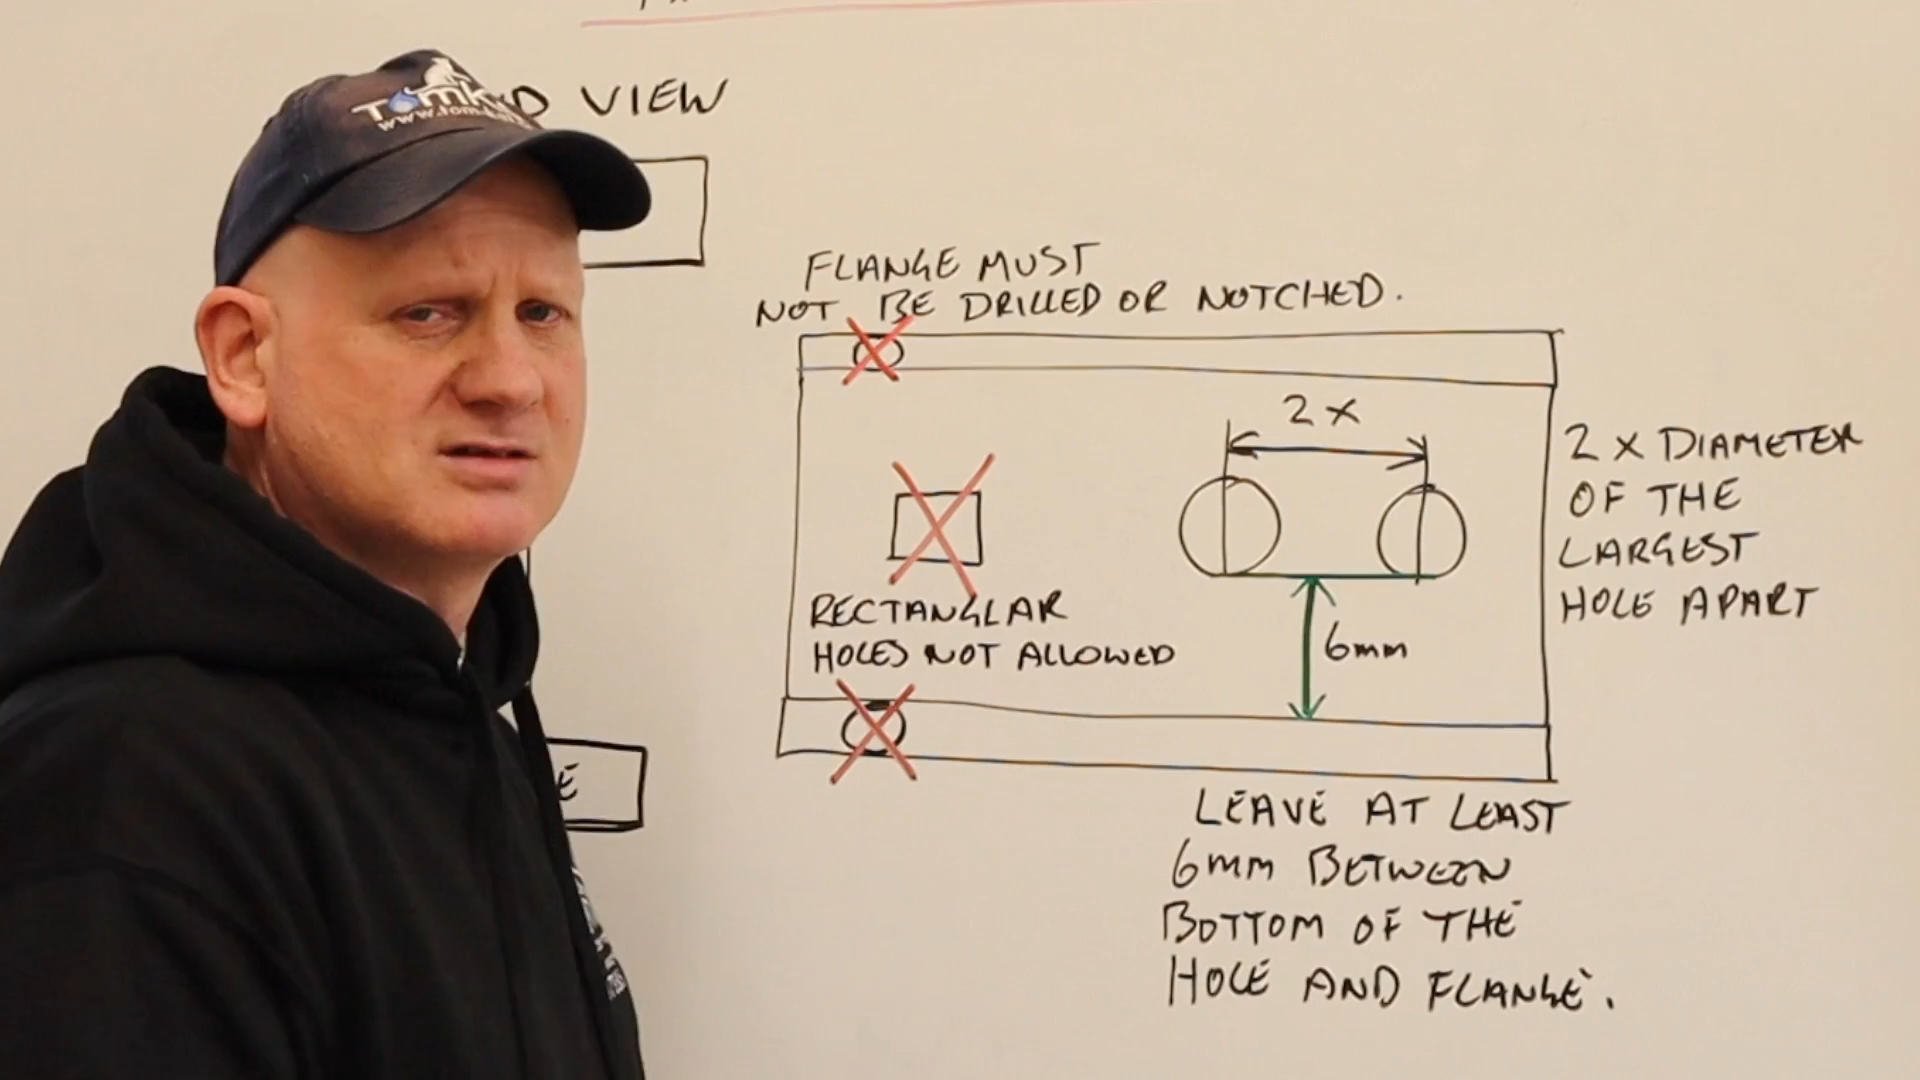 VIEW
FLANGE MUST
NOT BE DRILLED OR NOTCHED.
2 X
2 X DIAMETER
OF THE
LARGEST
HOLE APART
RECTANGLAR
HOLES NOT ALLOWED
6mm
LEAVE AT LEAST
6mm BETWEEN
BOTTOM OF THE
HOLE AND FLANGE.